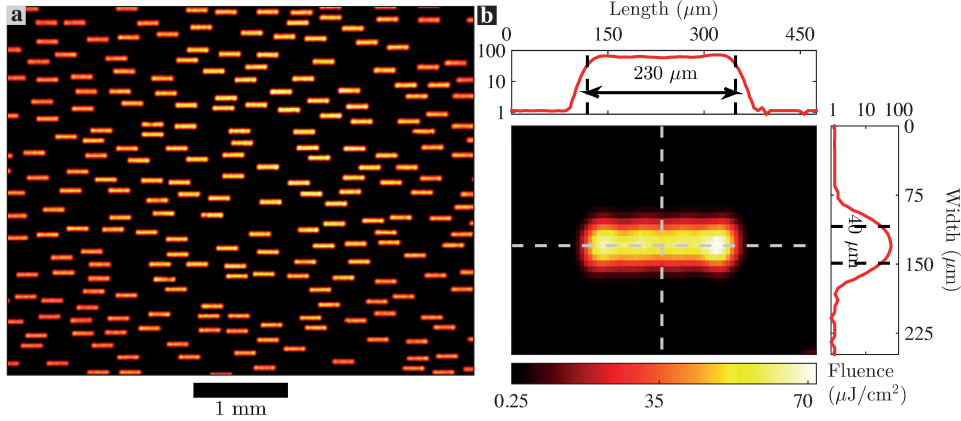 a
1 mm
b
Length (μm)
0 150 300 450
100
10
1
230 μm
1 10 100
0
75
150
225
Width (μm)
40 μm
0.25 35 70
Fluence
(μJ/cm²)